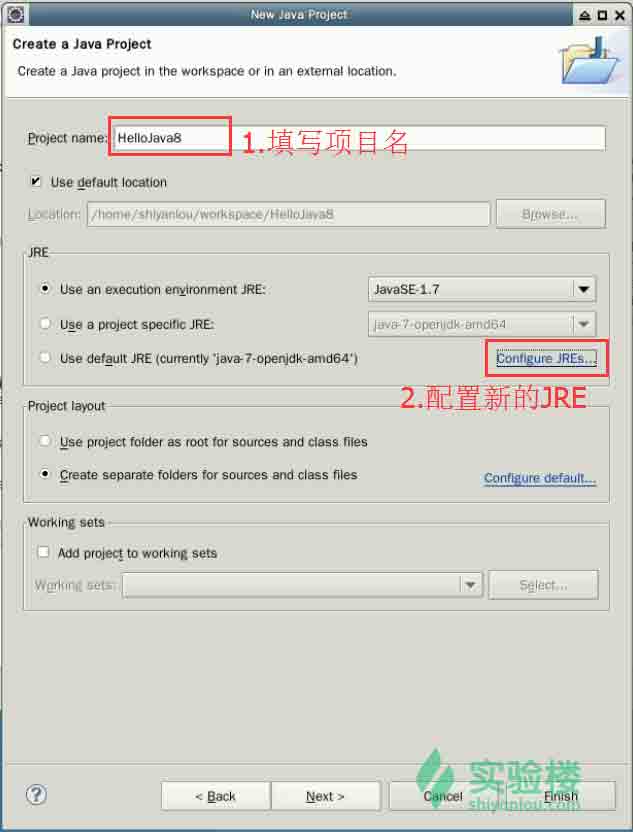 New Java Project
Create a Java Project
Create a Java project in the workspace or in an external location.
Project name: HelloJava8 1.填写项目名
Use default location
Location: /home/shiyanlou/workspace/HelloJava8 Browse...
JRE
Use an execution environment JRE: JavaSE-1.7
Use a project specific JRE: java-7-openjdk-amd64
Use default JRE (currently 'java-7-openjdk-amd64') Configure JREs...
2.配置新的JRE
Project layout
Use project folder as root for sources and class files
Create separate folders for sources and class files Configure default...
Working sets
Add project to working sets
Working sets: Select...
实验楼
shiyanlou.com
? < Back Next > Cancel Finish